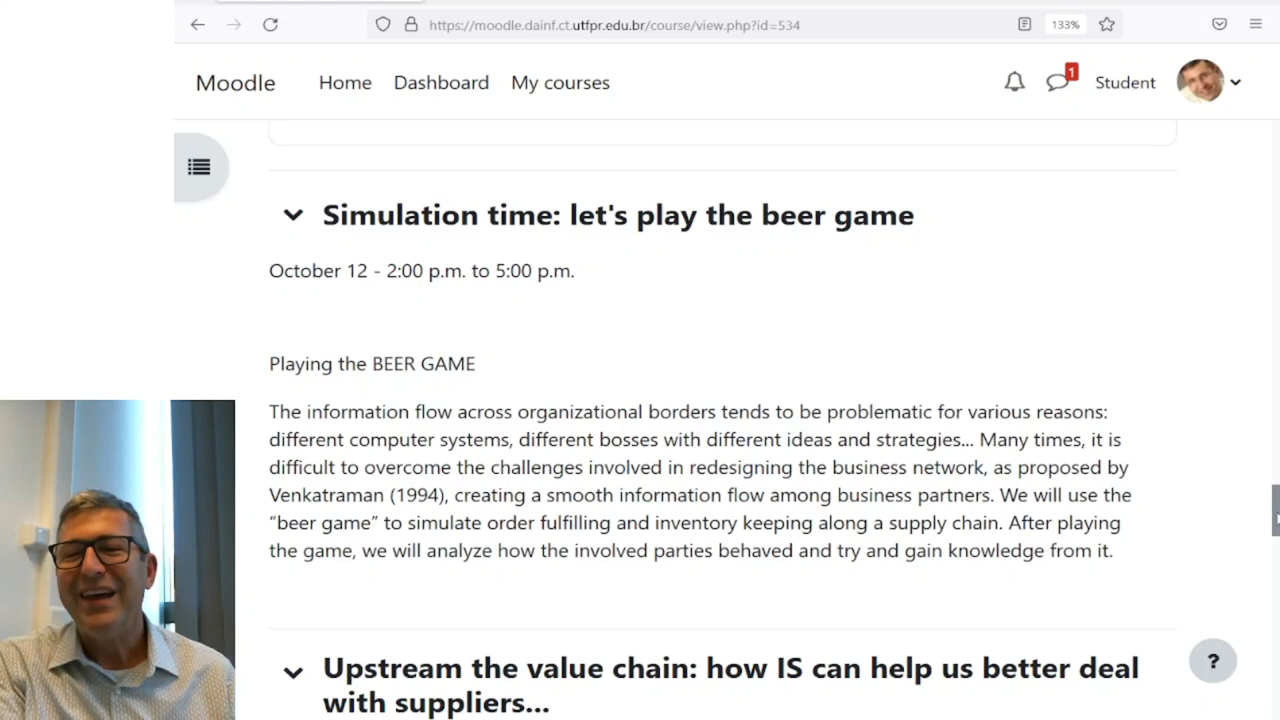 https://moodle.dainf.ct.utfpr.edu.br/course/view.php?id=534
133%
Moodle
Home
Dashboard
My courses
1
Student
Simulation time: let's play the beer game
October 12 - 2:00 p.m. to 5:00 p.m.
Playing the BEER GAME
The information flow across organizational borders tends to be problematic for various reasons:
different computer systems, different bosses with different ideas and strategies... Many times, it is
difficult to overcome the challenges involved in redesigning the business network, as proposed by
Venkatraman (1994), creating a smooth information flow among business partners. We will use the
“beer game” to simulate order fulfilling and inventory keeping along a supply chain. After playing
the game, we will analyze how the involved parties behaved and try and gain knowledge from it.
Upstream the value chain: how IS can help us better deal
with suppliers...
?